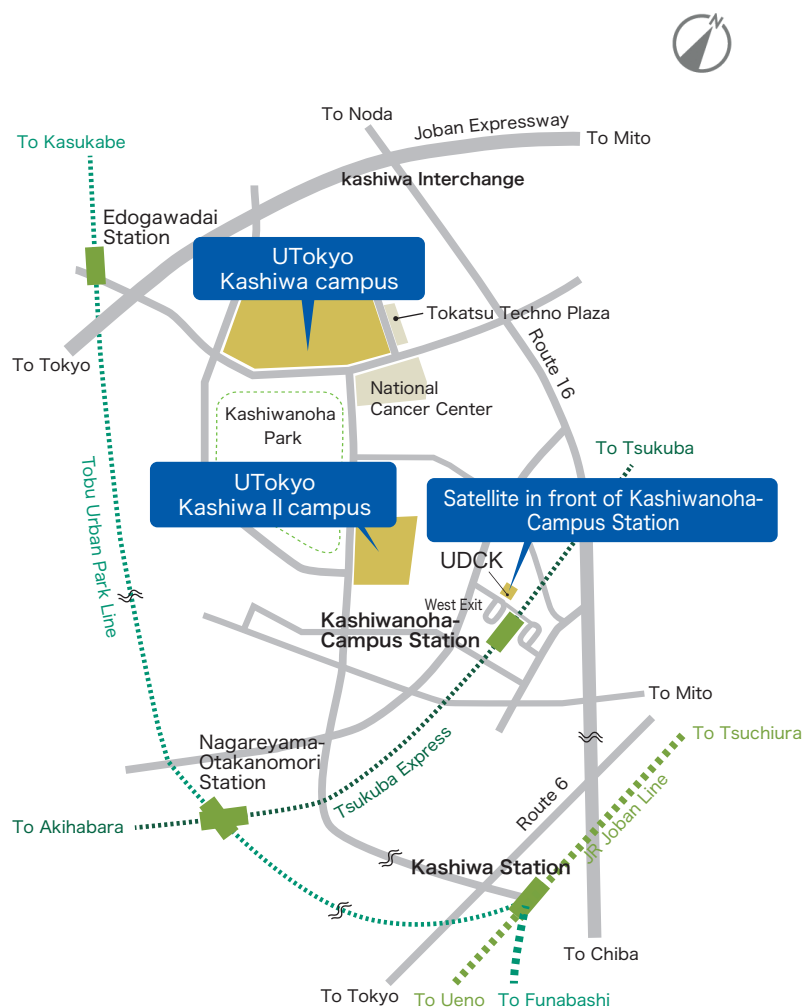 To Noda
Joban Expressway
To Mito
To Kasukabe
kashiwa Interchange
Edogawadai
Station
UTokyo
Kashiwa campus
Tokatsu Techno Plaza
To Tokyo
Route 16
National
Cancer Center
Kashiwanoha
Park
To Tsukuba
UTokyo
Kashiwa II campus
Satellite in front of Kashiwanoha-
Campus Station
Tobu Urban Park Line
UDCK
West Exit
Kashiwanoha-
Campus Station
To Mito
Nagareyama-
Otakanomori
Station
To Tsuchiura
Tsukuba Express
Route 6
JR Joban Line
To Akihabara
Kashiwa Station
To Chiba
To Tokyo
To Ueno
To Funabashi